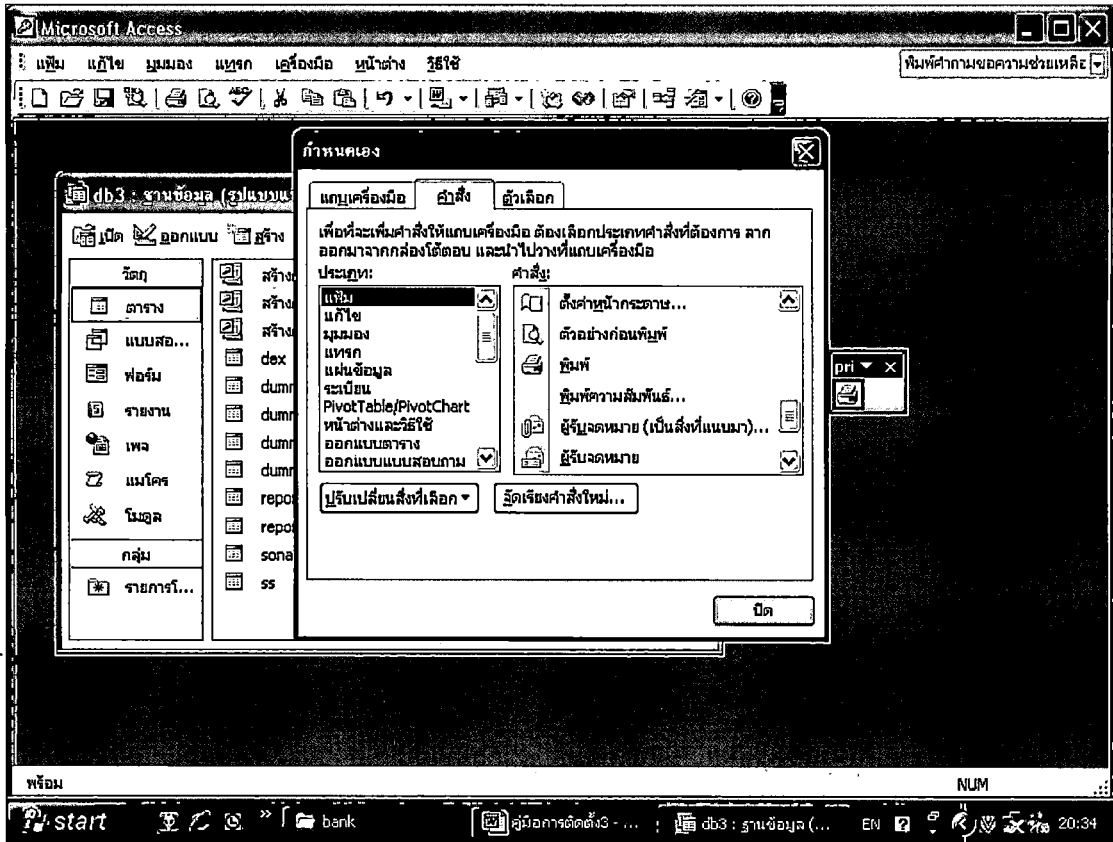 Microsoft Access
แฟ้ม แก้ไข มุมมอง แทรก เครื่องมือ หน้าต่าง วิธีใช้
พิมพ์คำถามขอความช่วยเหลือ
กำหนดเอง
db3 : ฐานข้อมูล (รูปแบบแ
เปิด ออกแบบ สร้าง
วัตถุ
ตาราง
แบบสอ...
ฟอร์ม
รายงาน
เพจ
แมโคร
โมดูล
กลุ่ม
รายการโ...
สร้าง
สร้าง
สร้าง
dex
dumr
dumr
dumr
dumr
repo
repo
sona
ss
แถบเครื่องมือ คำสั่ง ตัวเลือก
เพื่อที่จะเพิ่มคำสั่งให้แถบเครื่องมือ ต้องเลือกประเภทคำสั่งที่ต้องการ ลาก
ออกมาจากกล่องโต้ตอบ และนำไปวางที่แถบเครื่องมือ
ประเภท: คำสั่ง:
แฟ้ม
แก้ไข
มุมมอง
แทรก
แผ่นข้อมูล
ระเบียน
PivotTable/PivotChart
หน้าต่างและวิธีใช้
ออกแบบตาราง
ออกแบบแบบสอบถาม
ตั้งค่าหน้ากระดาษ...
ตัวอย่างก่อนพิมพ์
พิมพ์
พิมพ์ความสัมพันธ์...
ผู้รับจดหมาย (เป็นสิ่งที่แนบมา)...
ผู้รับจดหมาย
ปรับเปลี่ยนสิ่งที่เลือก จัดเรียงคำสั่งใหม่...
ปิด
pri
พร้อม NUM
start bank คู่มือการติดตั้ง3 - ... db3 : ฐานข้อมูล (... EN 20:34